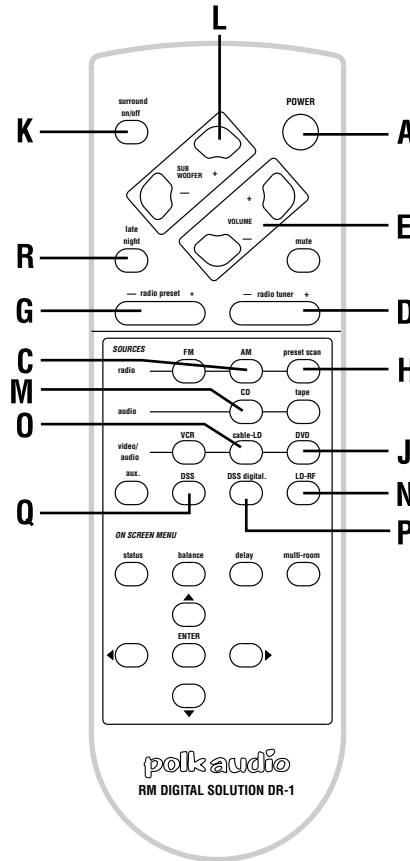 L
surround
on/off
POWER
K
A
SUB
WOOFER
+
—
+
VOLUME
—
E
late
night
mute
R
— radio preset +
— radio tuner +
G
D
SOURCES
FM
AM
preset scan
C
radio
H
M
CD
tape
audio
O
VCR
cable-LD
DVD
video/
audio
J
aux.
DSS
DSS digital.
LD-RF
N
Q
P
ON SCREEN MENU
status
balance
delay
multi-room
ENTER
polkaudio
RM DIGITAL SOLUTION DR-1